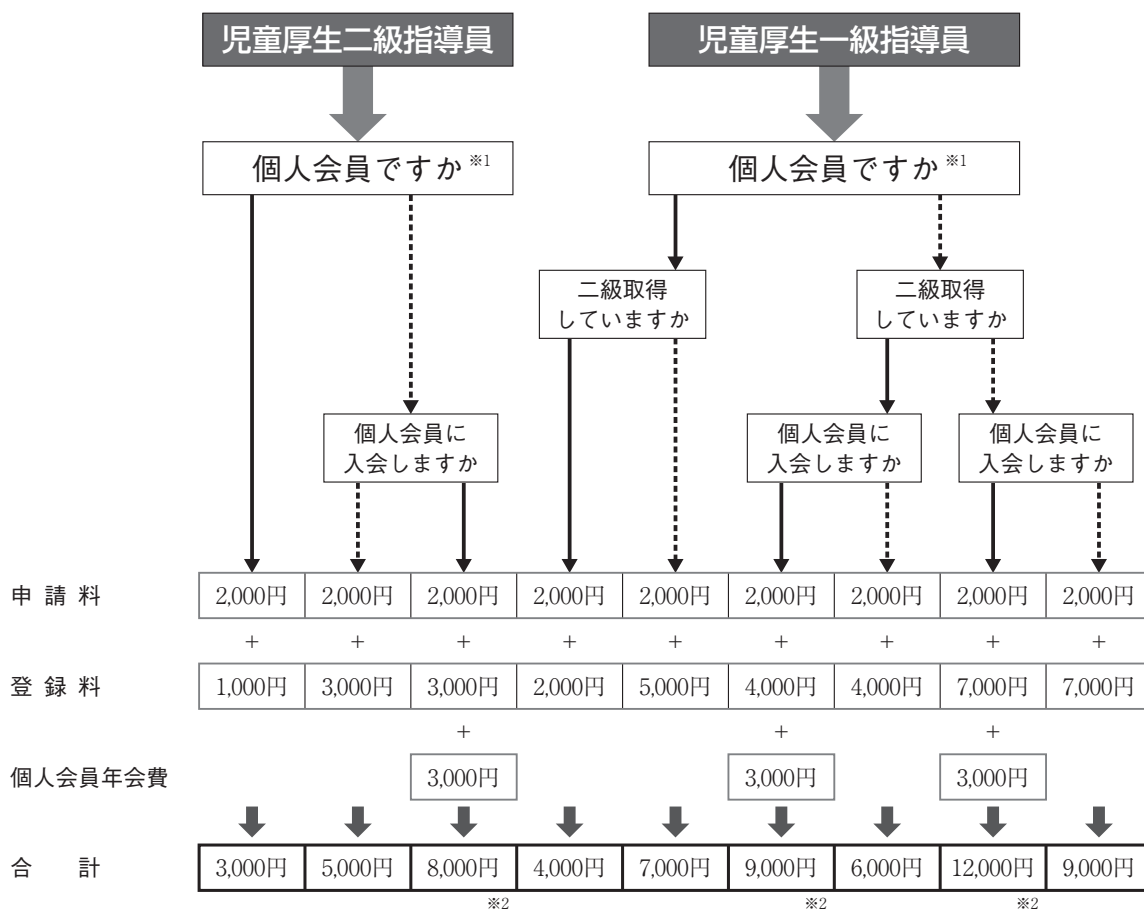 児童厚生二級指導員
児童厚生一級指導員
個人会員ですか※1
個人会員ですか※1
二級取得
していますか
二級取得
していますか
個人会員に
入会しますか
個人会員に
入会しますか
個人会員に
入会しますか
申請料 2,000円 2,000円 2,000円 2,000円 2,000円 2,000円 2,000円 2,000円 2,000円
+ + + + + + + + +
登録料 1,000円 3,000円 3,000円 2,000円 5,000円 4,000円 4,000円 7,000円 7,000円
+ + +
個人会員年会費 3,000円 3,000円 3,000円
合計 3,000円 5,000円 8,000円 4,000円 7,000円 9,000円 6,000円 12,000円 9,000円
※2 ※2 ※2